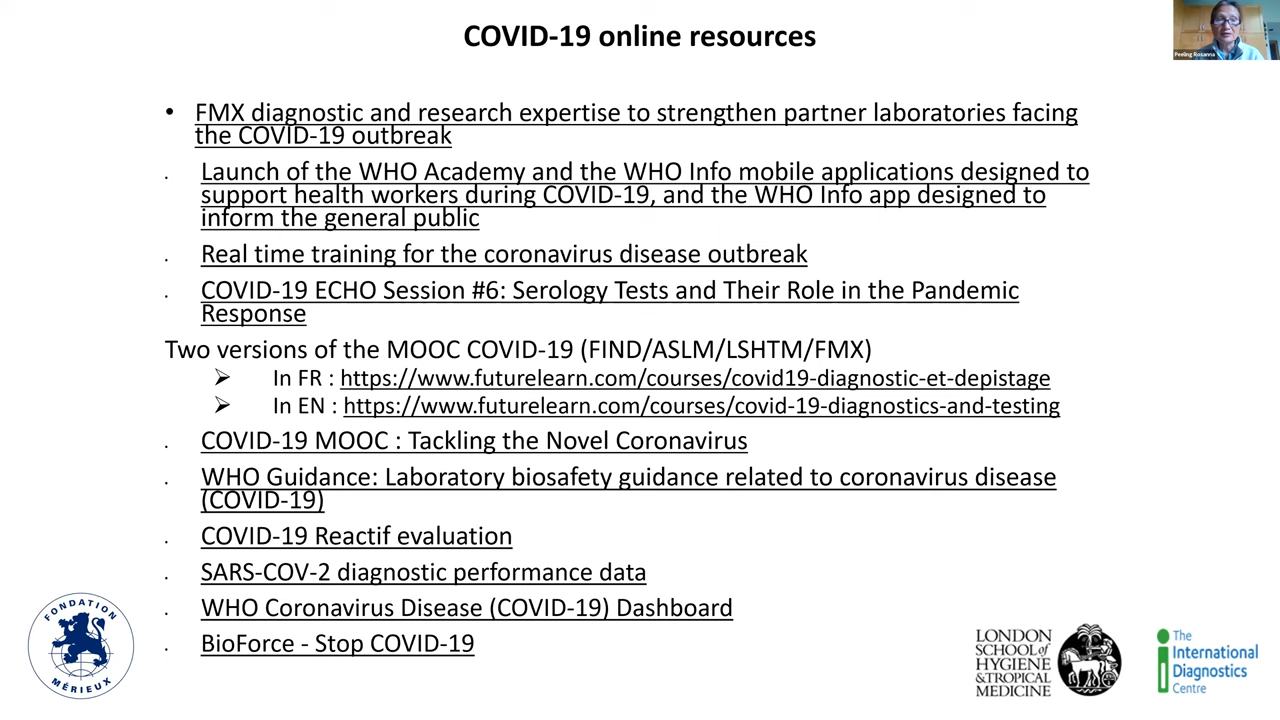 COVID-19 online resources
Peeling Rosanna
• FMX diagnostic and research expertise to strengthen partner laboratories facing
the COVID-19 outbreak
. Launch of the WHO Academy and the WHO Info mobile applications designed to
support health workers during COVID-19, and the WHO Info app designed to
inform the general public
. Real time training for the coronavirus disease outbreak
. COVID-19 ECHO Session #6: Serology Tests and Their Role in the Pandemic
Response
Two versions of the MOOC COVID-19 (FIND/ASLM/LSHTM/FMX)
➢ In FR : https://www.futurelearn.com/courses/covid19-diagnostic-et-depistage
➢ In EN : https://www.futurelearn.com/courses/covid-19-diagnostics-and-testing
. COVID-19 MOOC : Tackling the Novel Coronavirus
. WHO Guidance: Laboratory biosafety guidance related to coronavirus disease
(COVID-19)
. COVID-19 Reactif evaluation
. SARS-COV-2 diagnostic performance data
. WHO Coronavirus Disease (COVID-19) Dashboard
. BioForce - Stop COVID-19
FONDATION
MÉRIEUX
LONDON
SCHOOL of
HYGIENE
&TROPICAL
MEDICINE
The
International
Diagnostics
Centre